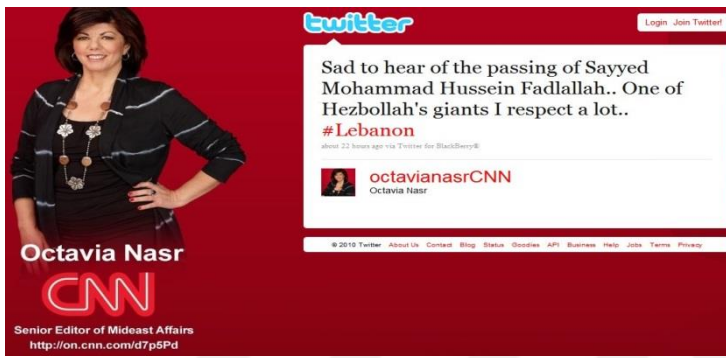 twitter
Login Join Twitter!
Sad to hear of the passing of Sayyed
Mohammad Hussein Fadlallah.. One of
Hezbollah's giants I respect a lot..
#Lebanon
about 22 hours ago via Twitter for BlackBerry®
octavianasrCNN
Octavia Nasr
© 2010 Twitter About Us Contact Blog Status Goodies API Business Help Jobs Terms Privacy
Octavia Nasr
CNN
Senior Editor of Mideast Affairs
http://on.cnn.com/d7p5Pd